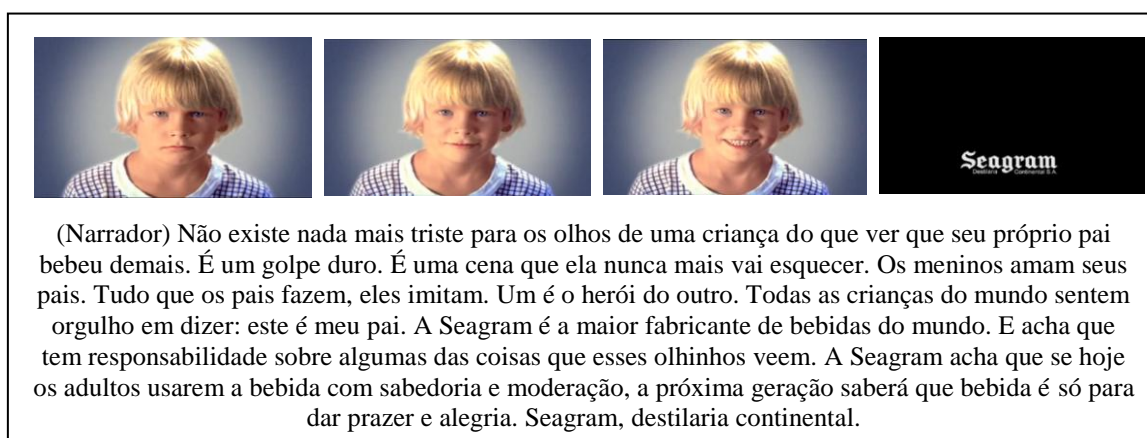 Seagram
Destilaria Continental S.A.
(Narrador) Não existe nada mais triste para os olhos de uma criança do que ver que seu próprio pai
bebeu demais. É um golpe duro. É uma cena que ela nunca mais vai esquecer. Os meninos amam seus
pais. Tudo que os pais fazem, eles imitam. Um é o herói do outro. Todas as crianças do mundo sentem
orgulho em dizer: este é meu pai. A Seagram é a maior fabricante de bebidas do mundo. E acha que
tem responsabilidade sobre algumas das coisas que esses olhinhos veem. A Seagram acha que se hoje
os adultos usarem a bebida com sabedoria e moderação, a próxima geração saberá que bebida é só para
dar prazer e alegria. Seagram, destilaria continental.